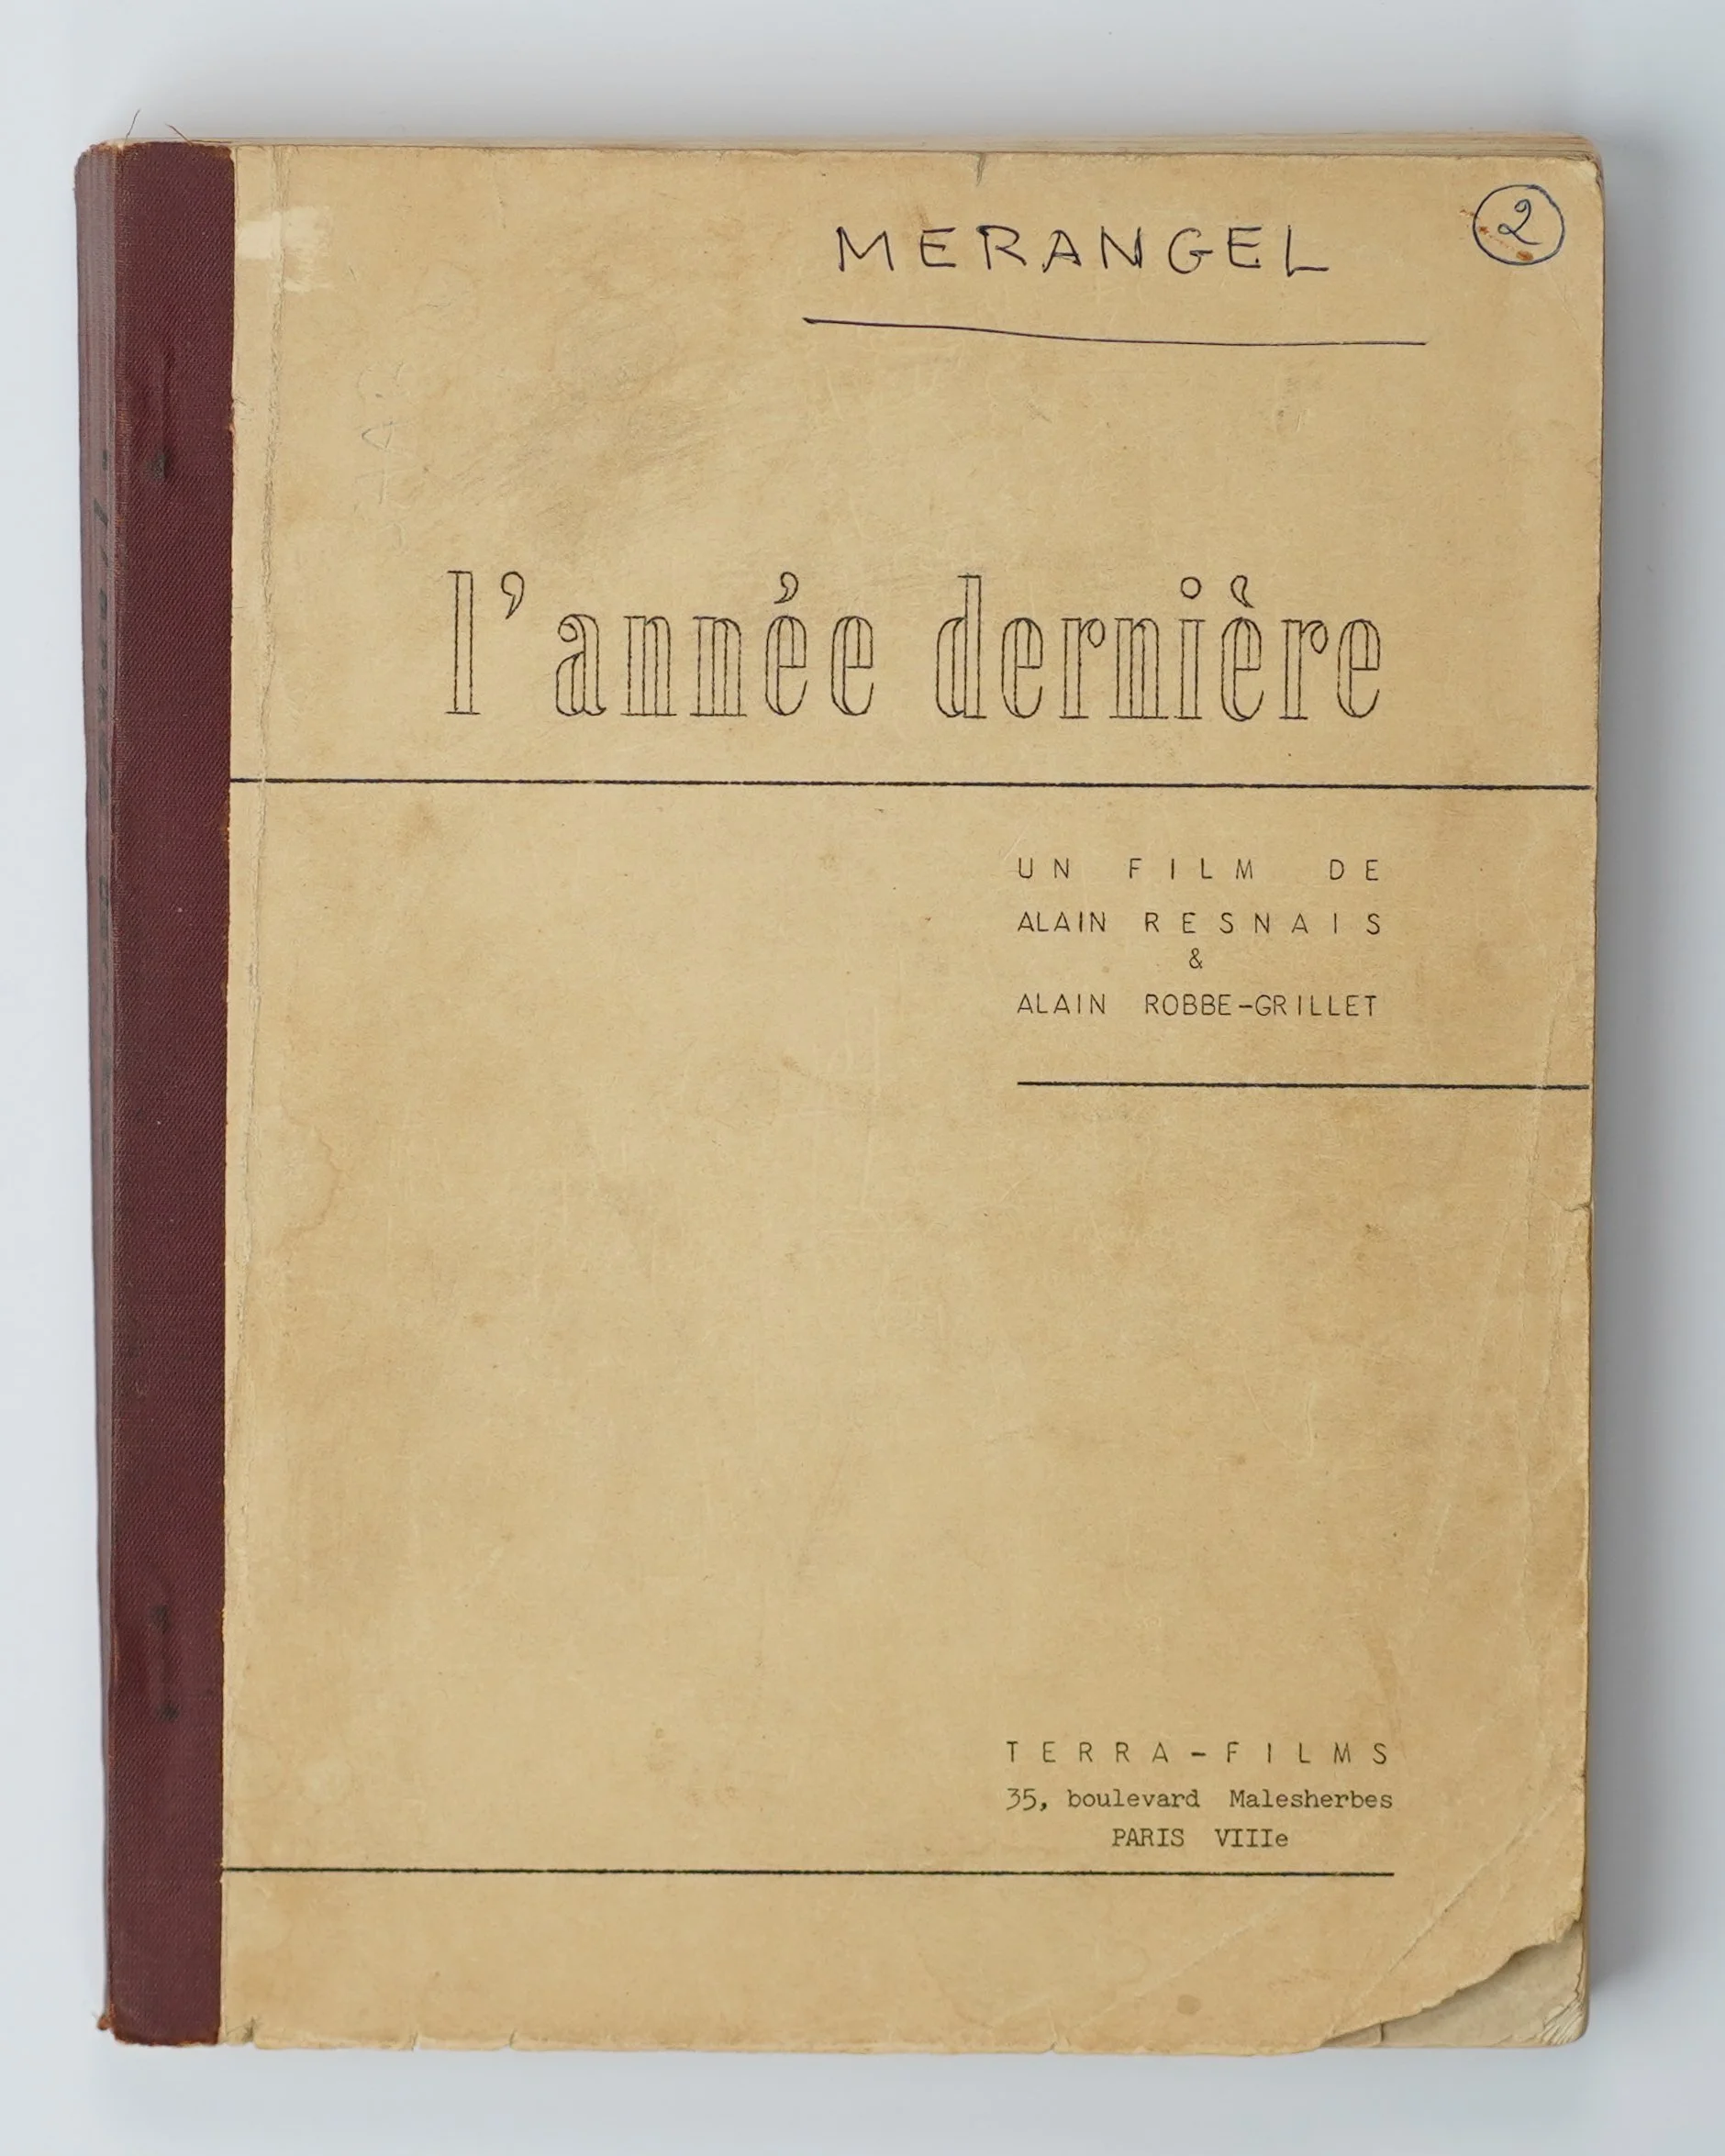 MERANGEL
2
l'année dernière
UN FILM DE
ALAIN RESNAIS
&
ALAIN ROBBE-GRILLET
TERRA-FILMS
35, boulevard Malesherbes
PARIS VIIIe